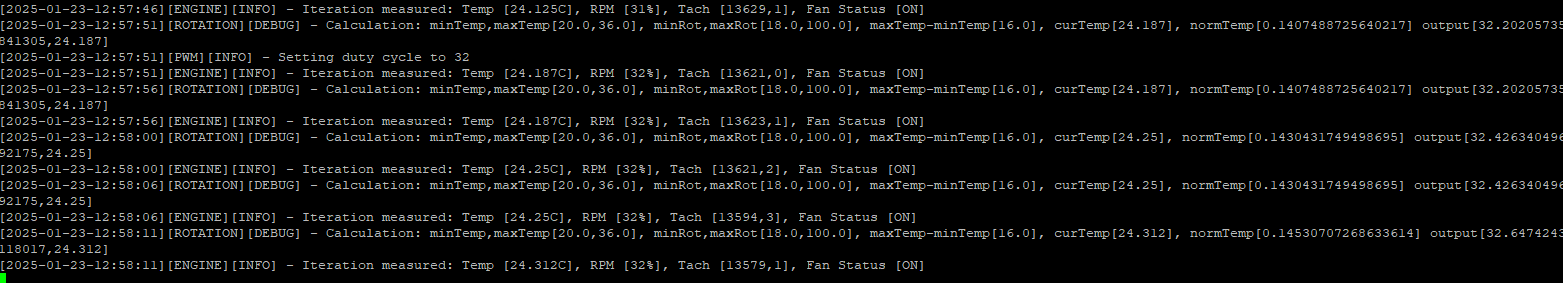 [2025-01-23-12:57:46][ENGINE][INFO] - Iteration measured: Temp [24.125C], RPM [31%], Tach [13629,1], Fan Status [ON]
[2025-01-23-12:57:51][ROTATION][DEBUG] - Calculation: minTemp,maxTemp[20.0,36.0], minRot,maxRot[18.0,100.0], maxTemp-minTemp[16.0], curTemp[24.187], normTemp[0.1407488725640217] output[32.20205735
841305,24.187]
[2025-01-23-12:57:51][PWM][INFO] - Setting duty cycle to 32
[2025-01-23-12:57:51][ENGINE][INFO] - Iteration measured: Temp [24.187C], RPM [32%], Tach [13621,0], Fan Status [ON]
[2025-01-23-12:57:56][ROTATION][DEBUG] - Calculation: minTemp,maxTemp[20.0,36.0], minRot,maxRot[18.0,100.0], maxTemp-minTemp[16.0], curTemp[24.187], normTemp[0.1407488725640217] output[32.20205735
841305,24.187]
[2025-01-23-12:57:56][ENGINE][INFO] - Iteration measured: Temp [24.187C], RPM [32%], Tach [13623,1], Fan Status [ON]
[2025-01-23-12:58:00][ROTATION][DEBUG] - Calculation: minTemp,maxTemp[20.0,36.0], minRot,maxRot[18.0,100.0], maxTemp-minTemp[16.0], curTemp[24.25], normTemp[0.1430431749498695] output[32.426340496
92175,24.25]
[2025-01-23-12:58:00][ENGINE][INFO] - Iteration measured: Temp [24.25C], RPM [32%], Tach [13621,2], Fan Status [ON]
[2025-01-23-12:58:06][ROTATION][DEBUG] - Calculation: minTemp,maxTemp[20.0,36.0], minRot,maxRot[18.0,100.0], maxTemp-minTemp[16.0], curTemp[24.25], normTemp[0.1430431749498695] output[32.426340496
92175,24.25]
[2025-01-23-12:58:06][ENGINE][INFO] - Iteration measured: Temp [24.25C], RPM [32%], Tach [13594,3], Fan Status [ON]
[2025-01-23-12:58:11][ROTATION][DEBUG] - Calculation: minTemp,maxTemp[20.0,36.0], minRot,maxRot[18.0,100.0], maxTemp-minTemp[16.0], curTemp[24.312], normTemp[0.14530707268633614] output[32.6474243
118017,24.312]
[2025-01-23-12:58:11][ENGINE][INFO] - Iteration measured: Temp [24.312C], RPM [32%], Tach [13579,1], Fan Status [ON]